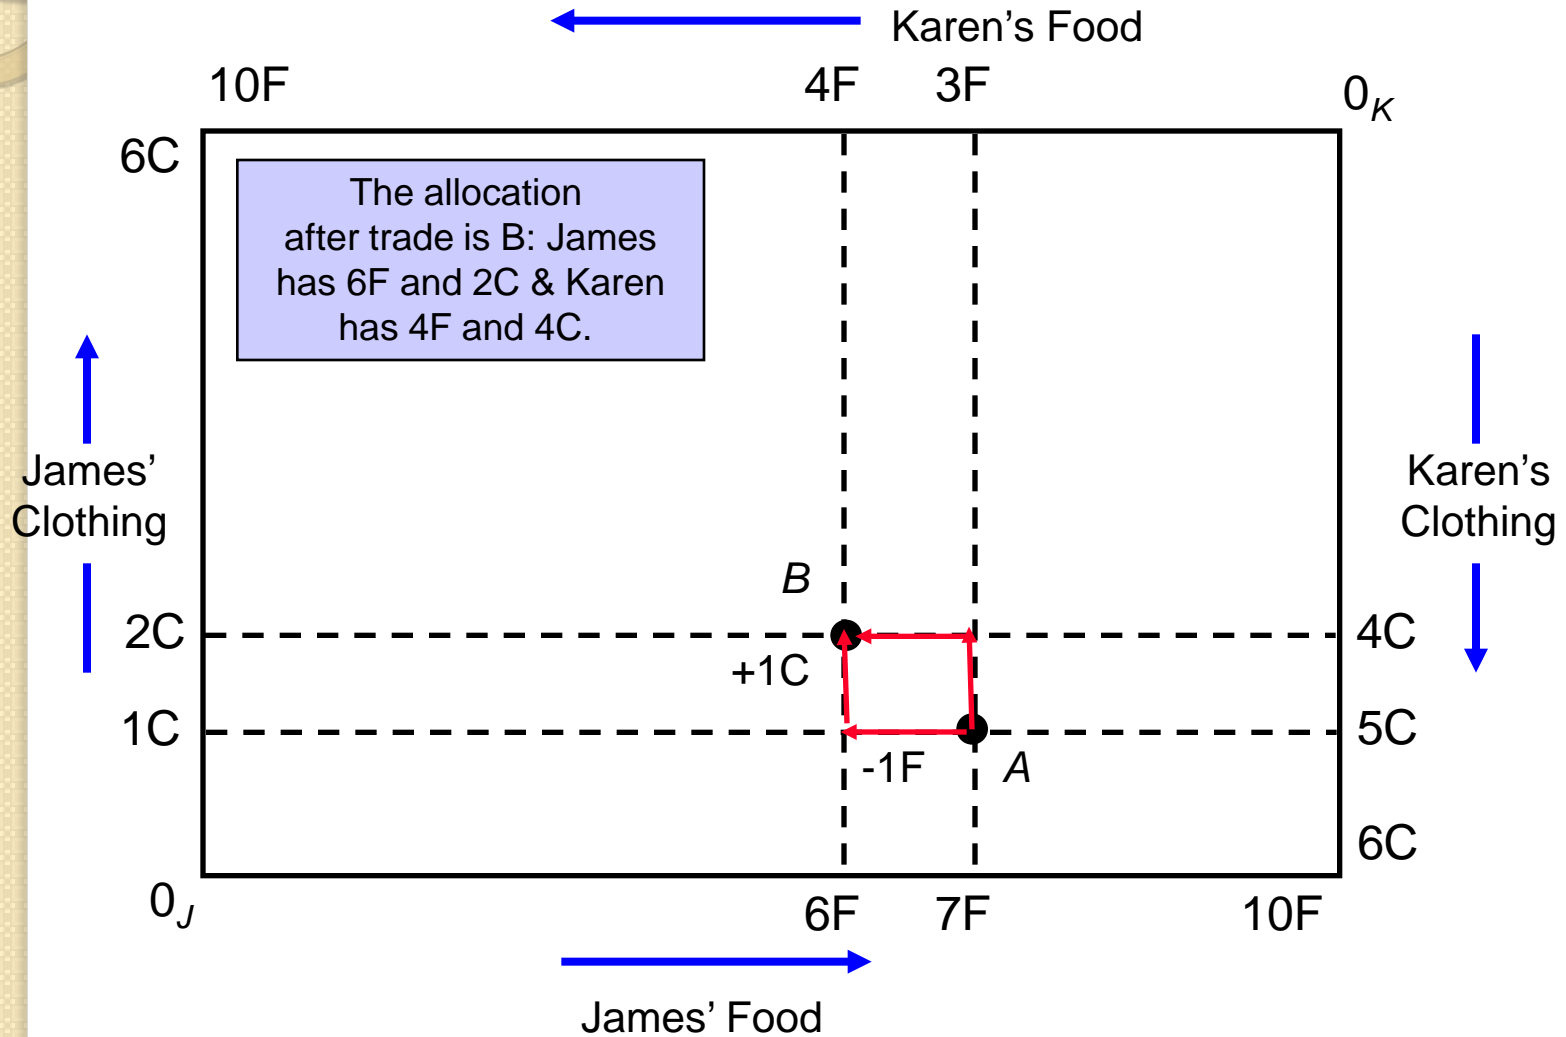 Karen’s Food
10F
4F
3F
0K
6C
The allocation
after trade is B: James
has 6F and 2C & Karen
has 4F and 4C.
James’
Clothing
Karen’s
Clothing
B
2C
4C
+1C
1C
5C
-1F
A
6C
0J
6F
7F
10F
James’ Food